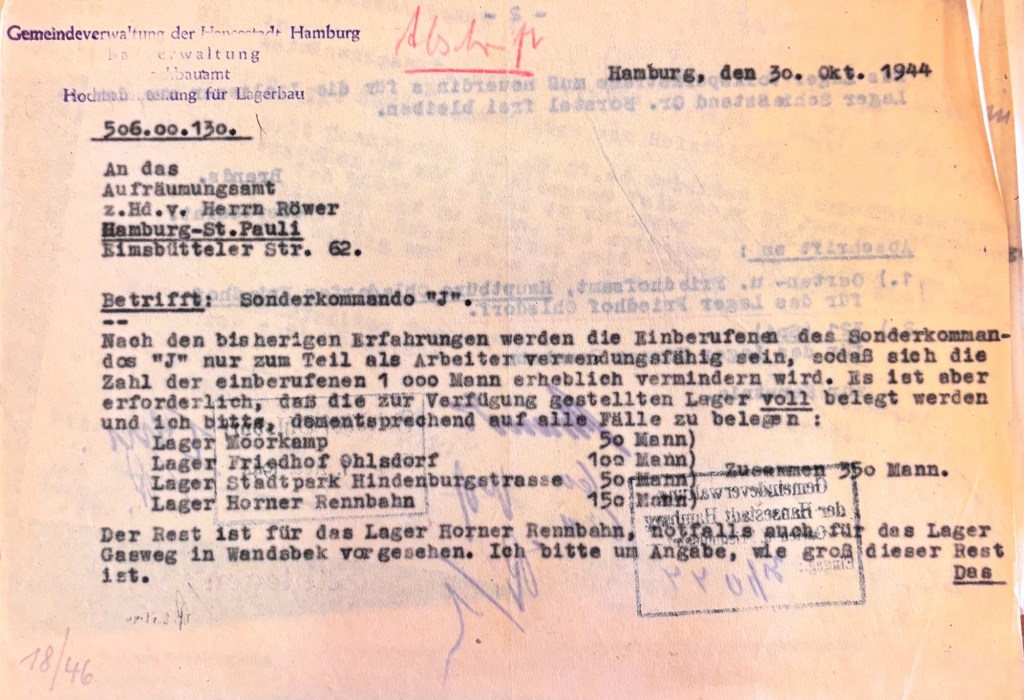 Gemeindeverwaltung der Hansestadt Hamburg
Abschrift
Hamburg, den 30. Okt. 1944
Hochbauabteilung für Lagerbau
506.00.130.
An das
Aufräumungsamt
z.Hd.v. Herrn Röwer
Hamburg-St.Pauli
Eimsbütteler Str. 62.
Betrifft: Sonderkommando "J".
Nach den bisherigen Erfahrungen werden die Einberufenen des Sonderkomman-
dos "J" nur zum Teil als Arbeiter verwendungsfähig sein, sodaß sich die
Zahl der einberufenen 1 000 Mann erheblich vermindern wird. Es ist aber
erforderlich, daß die zur Verfügung gestellten Lager voll belegt werden
und ich bitte, dementsprechend auf alle Fälle zu belegen :
Lager Moorkamp 50 Mann)
Lager Friedhof Ohlsdorf 100 Mann)
Lager Stadtpark Hindenburgstrasse 50 Mann) Zusammen 350 Mann.
Lager Horner Rennbahn 150 Mann)
Der Rest ist für das Lager Horner Rennbahn, notfalls auch für das Lager
Gasweg in Wandsbek vorgesehen. Ich bitte um Angabe, wie groß dieser Rest
ist. Das
18/46